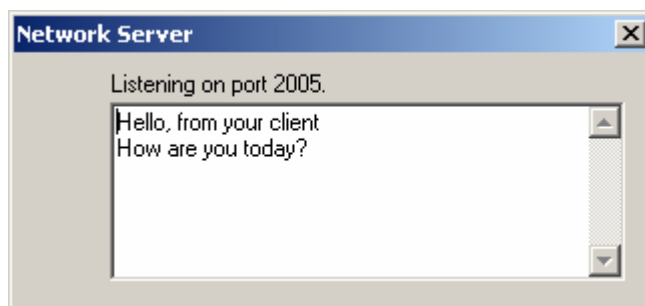 Network Server
Listening on port 2005.
Hello, from your client
How are you today?